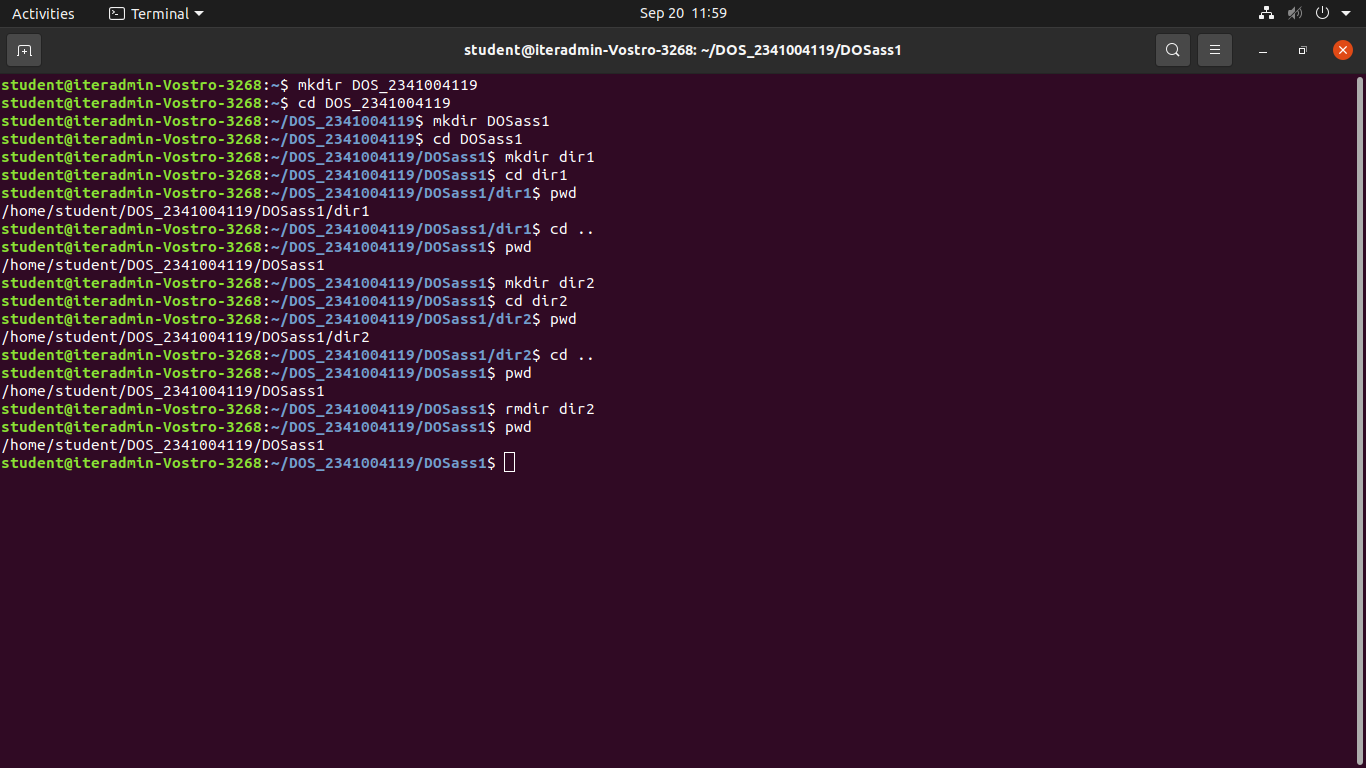 Activities Terminal Sep 20 11:59
student@iteradmin-Vostro-3268: ~/DOS_2341004119/DOSass1
student@iteradmin-Vostro-3268:~$ mkdir DOS_2341004119
student@iteradmin-Vostro-3268:~$ cd DOS_2341004119
student@iteradmin-Vostro-3268:~/DOS_2341004119$ mkdir DOSass1
student@iteradmin-Vostro-3268:~/DOS_2341004119$ cd DOSass1
student@iteradmin-Vostro-3268:~/DOS_2341004119/DOSass1$ mkdir dir1
student@iteradmin-Vostro-3268:~/DOS_2341004119/DOSass1$ cd dir1
student@iteradmin-Vostro-3268:~/DOS_2341004119/DOSass1/dir1$ pwd
/home/student/DOS_2341004119/DOSass1/dir1
student@iteradmin-Vostro-3268:~/DOS_2341004119/DOSass1/dir1$ cd ..
student@iteradmin-Vostro-3268:~/DOS_2341004119/DOSass1$ pwd
/home/student/DOS_2341004119/DOSass1
student@iteradmin-Vostro-3268:~/DOS_2341004119/DOSass1$ mkdir dir2
student@iteradmin-Vostro-3268:~/DOS_2341004119/DOSass1$ cd dir2
student@iteradmin-Vostro-3268:~/DOS_2341004119/DOSass1/dir2$ pwd
/home/student/DOS_2341004119/DOSass1/dir2
student@iteradmin-Vostro-3268:~/DOS_2341004119/DOSass1/dir2$ cd ..
student@iteradmin-Vostro-3268:~/DOS_2341004119/DOSass1$ pwd
/home/student/DOS_2341004119/DOSass1
student@iteradmin-Vostro-3268:~/DOS_2341004119/DOSass1$ rmdir dir2
student@iteradmin-Vostro-3268:~/DOS_2341004119/DOSass1$ pwd
/home/student/DOS_2341004119/DOSass1
student@iteradmin-Vostro-3268:~/DOS_2341004119/DOSass1$